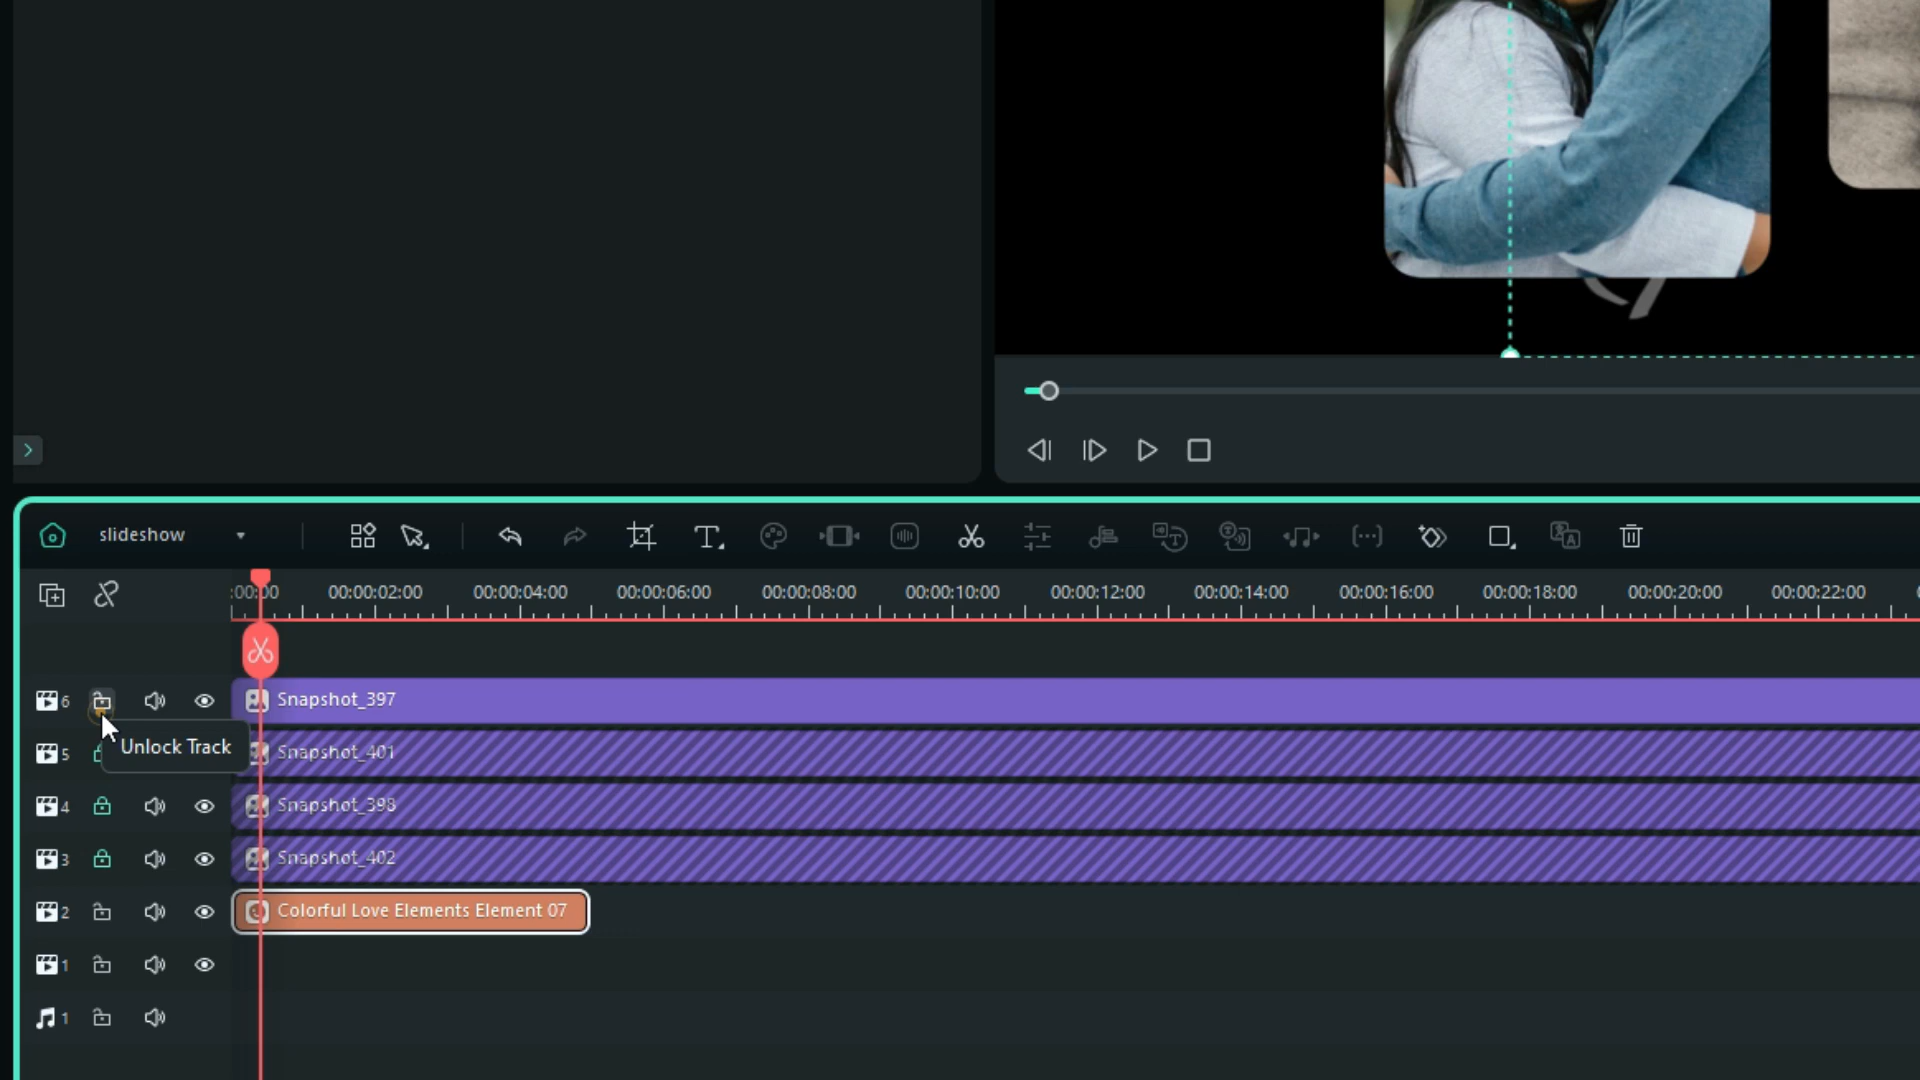 slideshow
:00:00 00:00:02:00 00:00:04:00 00:00:06:00 00:00:08:00 00:00:10:00 00:00:12:00 00:00:14:00 00:00:16:00 00:00:18:00 00:00:20:00 00:00:22:00
6 Snapshot_397
Unlock Track
5 Snapshot_401
4 Snapshot_398
3 Snapshot_402
2 Colorful Love Elements Element 07
1
1